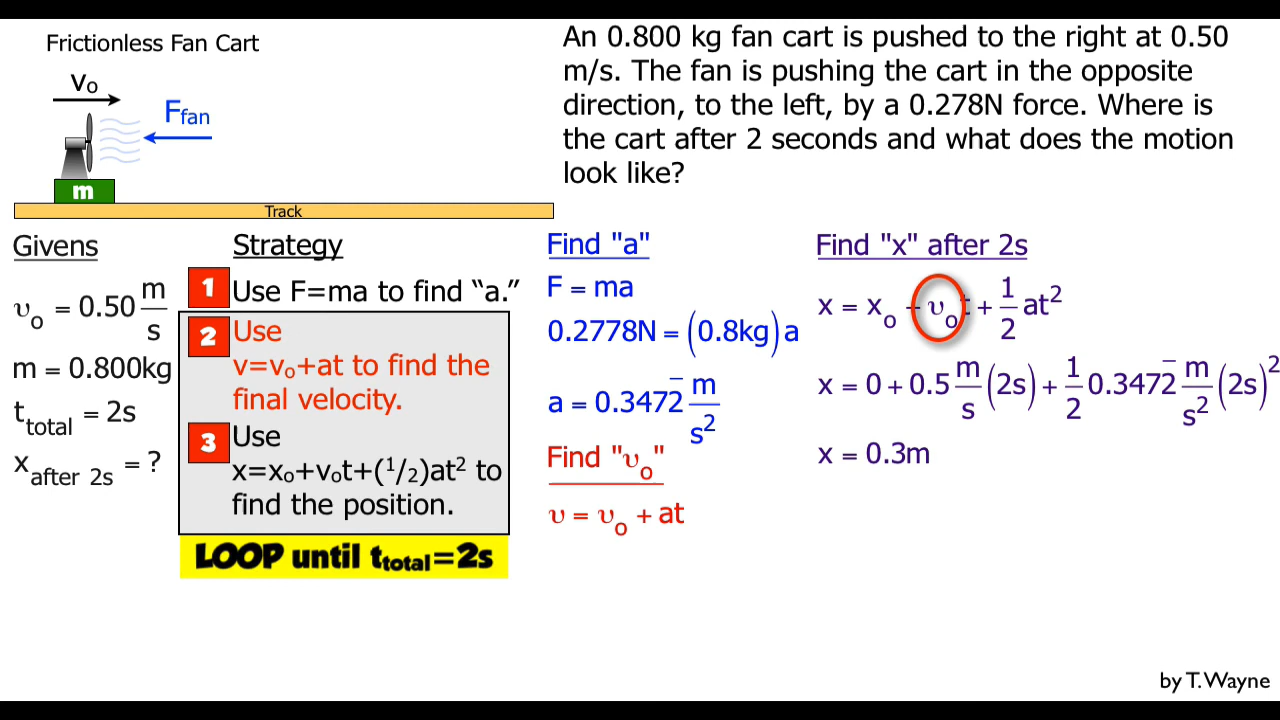 Frictionless Fan Cart
v₀
F_fan
m
Track
An 0.800 kg fan cart is pushed to the right at 0.50
m/s. The fan is pushing the cart in the opposite
direction, to the left, by a 0.278N force. Where is
the cart after 2 seconds and what does the motion
look like?
Givens
υ₀ = 0.50 m/s
m = 0.800kg
t_total = 2s
x_after 2s = ?
Strategy
1 Use F=ma to find “a.”
2 Use
v=v₀+at to find the
final velocity.
3 Use
x=x₀+v₀t+(1/2)at² to
find the position.
LOOP until t_total=2s
Find "a"
F = ma
0.2778N = (0.8kg)a
a = 0.3472̅ m/s²
Find "υ₀"
υ = υ₀ + at
Find "x" after 2s
x = x₀ + υ₀t + 1/2 at²
x = 0 + 0.5 m/s (2s) + 1/2 0.3472̅ m/s² (2s)²
x = 0.3m
by T.Wayne